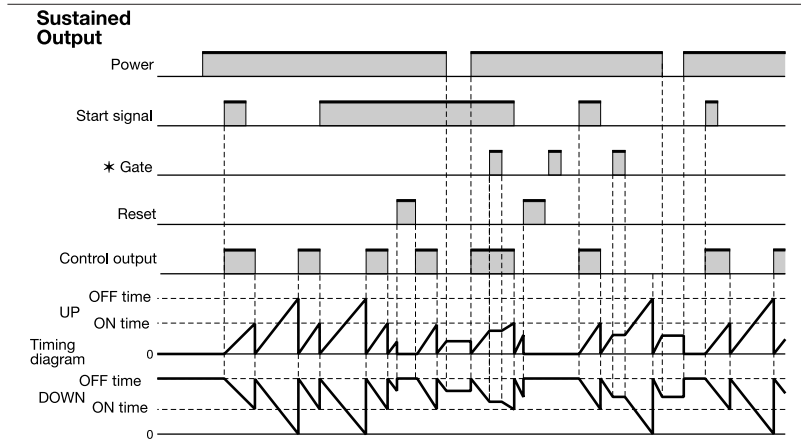 Sustained
Output
Power
Start signal
✶ Gate
Reset
Control output
OFF time
UP
ON time
Timing
diagram
0
OFF time
DOWN
ON time
0